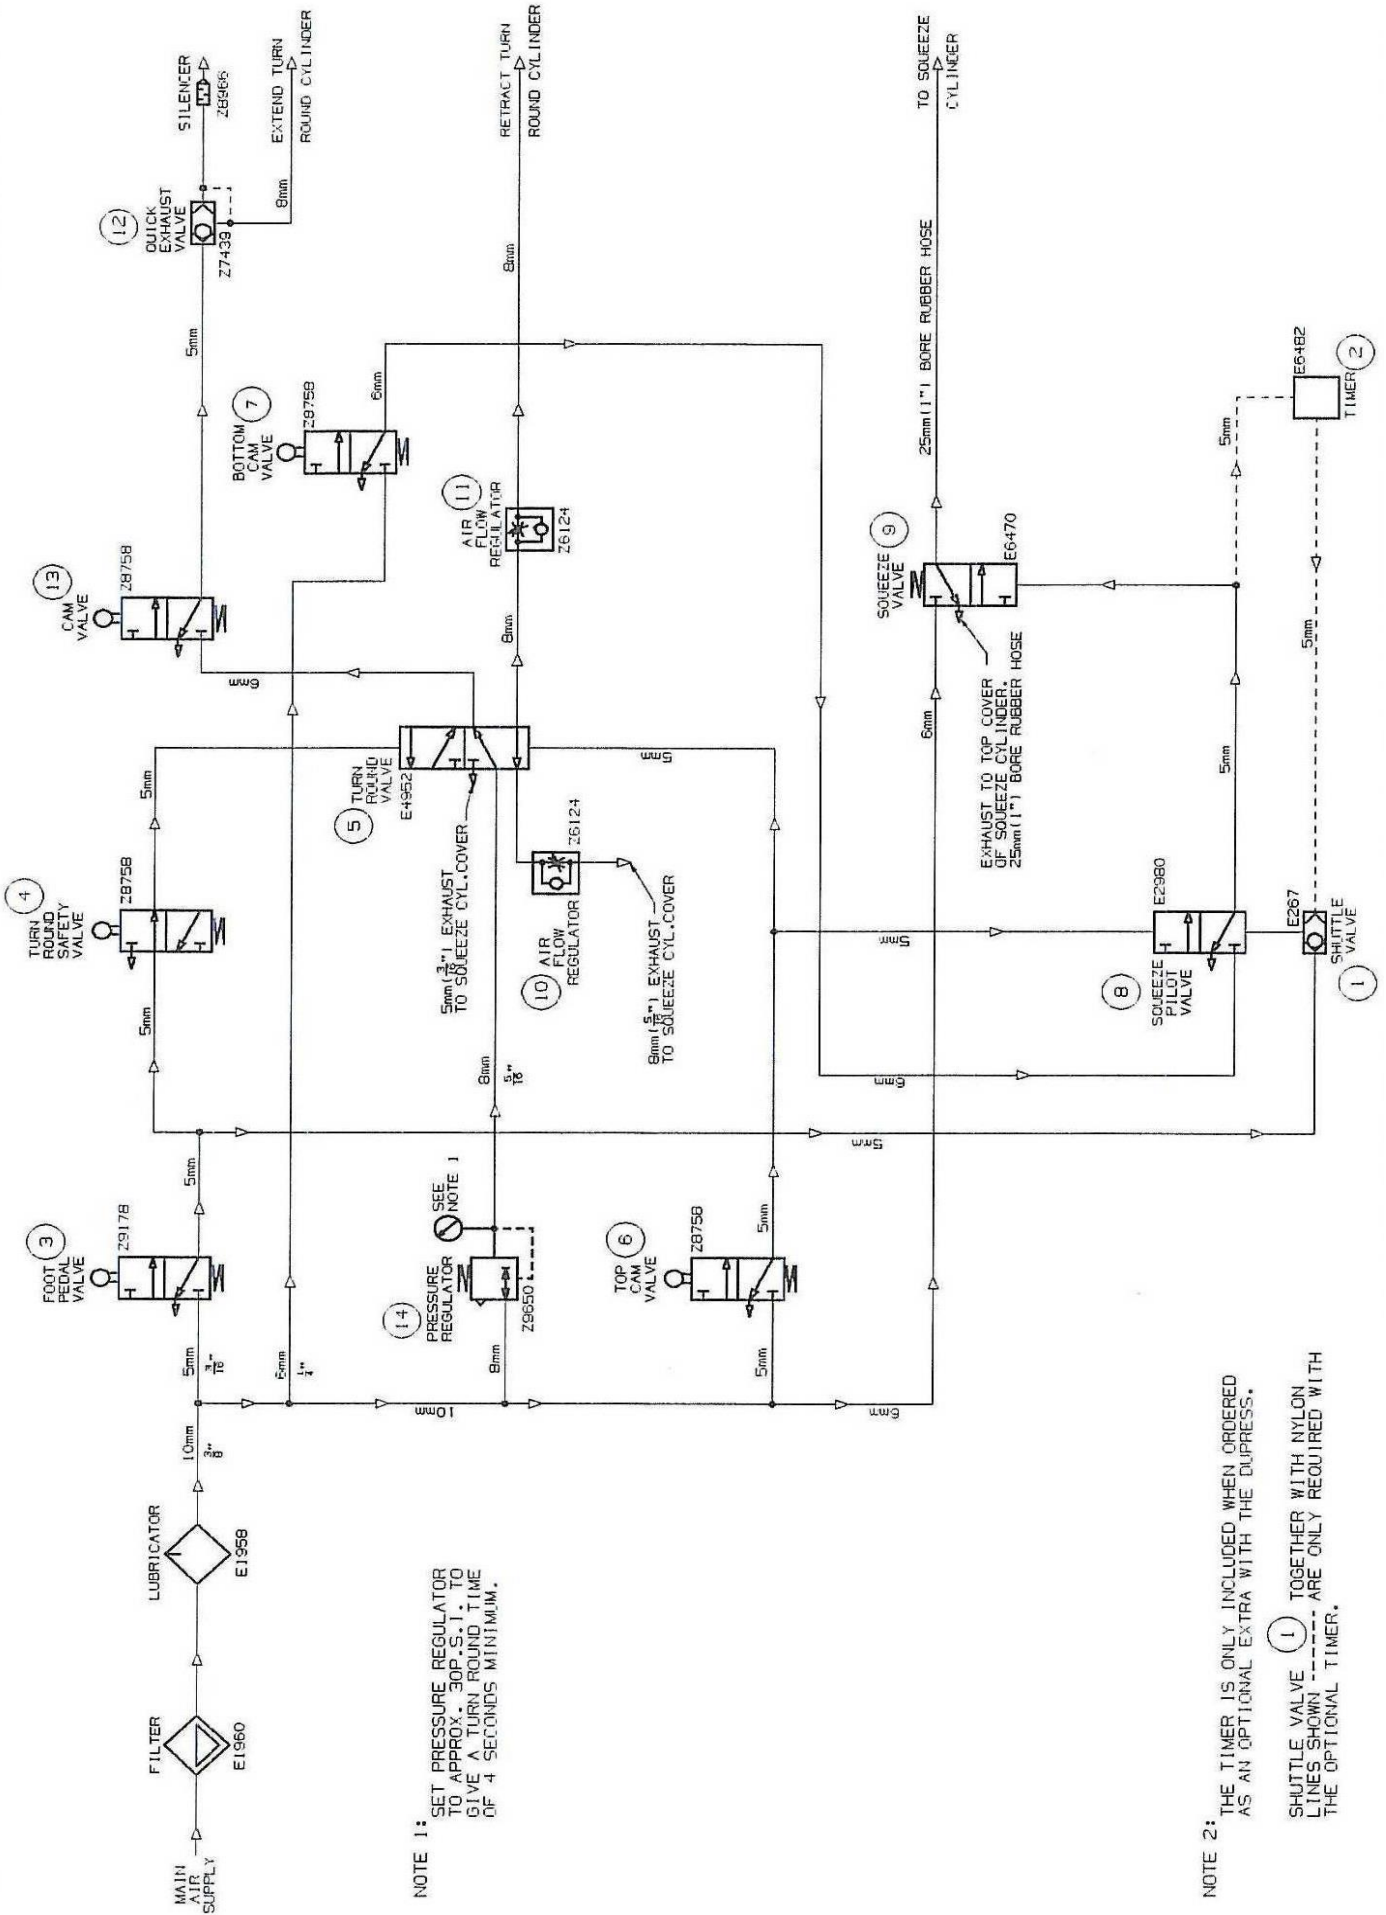 MAIN
AIR
SUPPLY
FILTER
E1960
LUBRICATOR
E1958
10mm
3"
8
5mm
3"
16
3
FOOT
PEDAL
VALVE
Z9178
5mm
5mm
4
TURN
ROUND
SAFETY
VALVE
Z8758
5mm
13
CAM
VALVE
Z8758
6mm
5mm
12
QUICK
EXHAUST
VALVE
Z7439
SILENCER
Z8966
8mm
EXTEND TURN
ROUND CYLINDER
6mm
1"
4
7
BOTTOM
CAM
VALVE
Z8758
6mm
10mm
14
PRESSURE
REGULATOR
Z9650
8mm
SEE
NOTE 1
8mm
5"
16
5
TURN
ROUND
VALVE
E4952
5mm(3/16") EXHAUST
TO SQUEEZE CYL.COVER
10
AIR
FLOW
REGULATOR
Z6124
8mm(5/16") EXHAUST
TO SQUEEZE CYL.COVER
8mm
11
AIR
FLOW
REGULATOR
Z6124
8mm
RETRACT TURN
ROUND CYLINDER
5mm
6
TOP
CAM
VALVE
Z8758
5mm
5mm
5mm
6mm
5mm
5mm
6mm
6mm
9
SQUEEZE
VALVE
E6470
EXHAUST TO TOP COVER
OF SQUEEZE CYLINDER.
25mm(1") BORE RUBBER HOSE
25mm(1") BORE RUBBER HOSE
TO SQUEEZE
CYLINDER
8
SQUEEZE
PILOT
VALVE
E2980
5mm
5mm
E6482
TIMER
2
5mm
E267
SHUTTLE
VALVE
1
NOTE 1:
SET PRESSURE REGULATOR
TO APPROX. 30P.S.I. TO
GIVE A TURN ROUND TIME
OF 4 SECONDS MINIMUM.
NOTE 2:
THE TIMER IS ONLY INCLUDED WHEN ORDERED
AS AN OPTIONAL EXTRA WITH THE DUPRESS.
SHUTTLE VALVE 1 TOGETHER WITH NYLON
LINES SHOWN ------- ARE ONLY REQUIRED WITH
THE OPTIONAL TIMER.